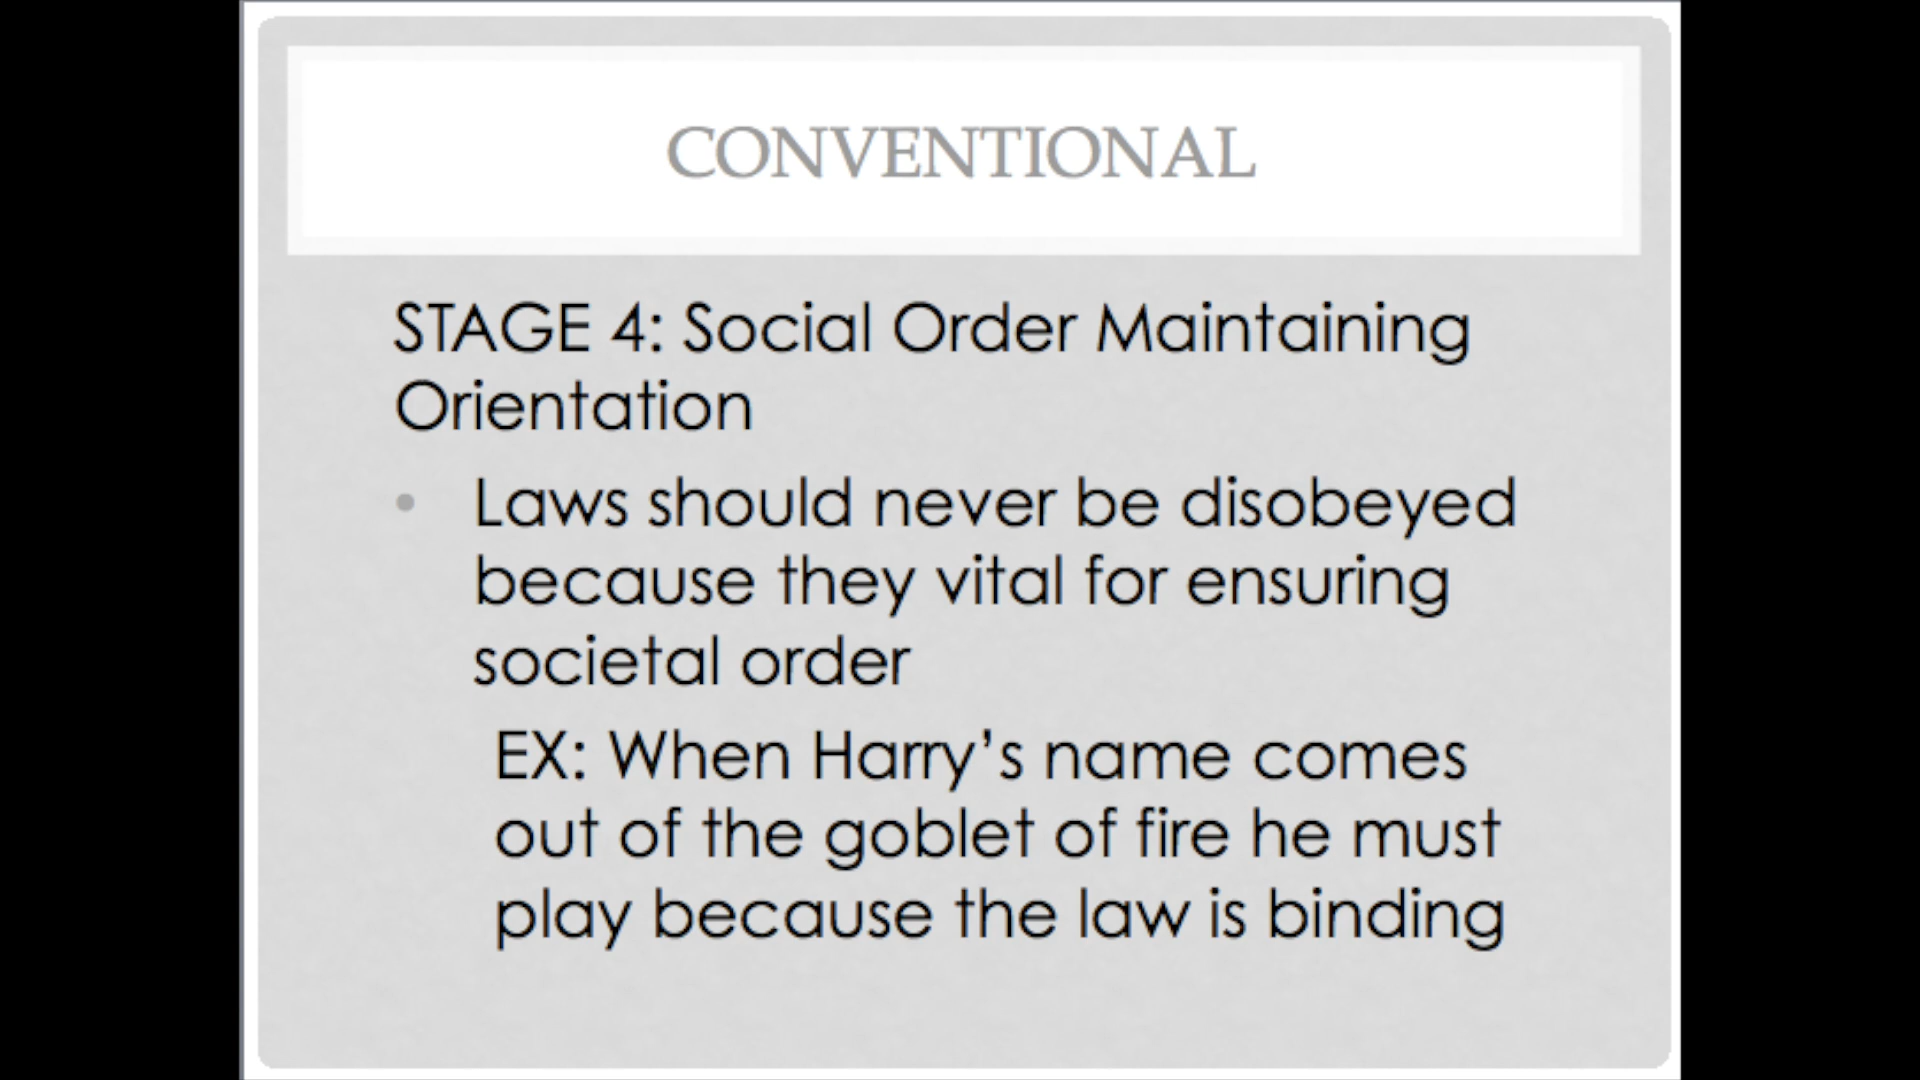 CONVENTIONAL
STAGE 4: Social Order Maintaining
Orientation
• Laws should never be disobeyed
because they vital for ensuring
societal order
EX: When Harry’s name comes
out of the goblet of fire he must
play because the law is binding